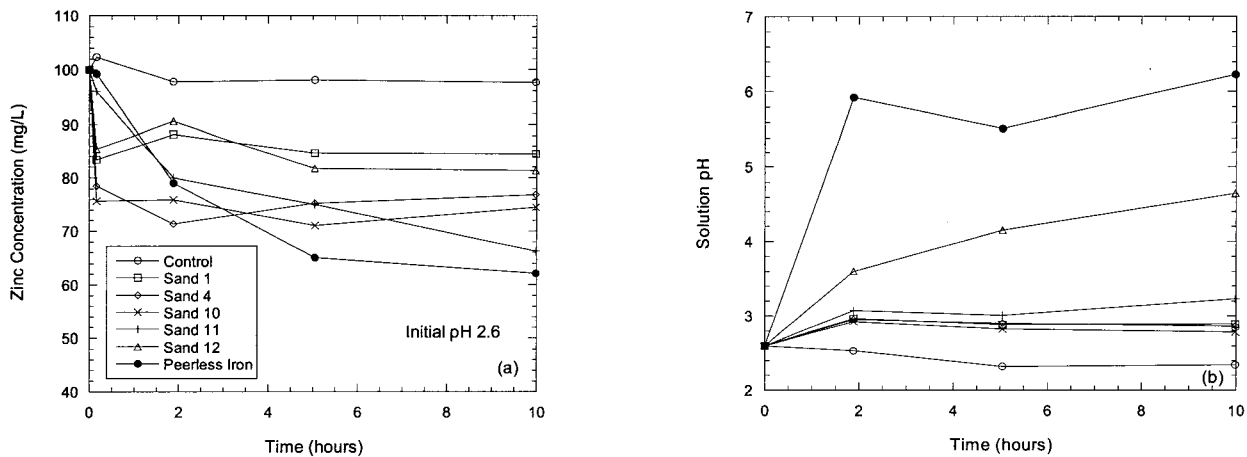 110
100
90
80
70
60
50
40
Zinc Concentration (mg/L)
Control
Sand 1
Sand 4
Sand 10
Sand 11
Sand 12
Peerless Iron
Initial pH 2.6
(a)
0 2 4 6 8 10
Time (hours)
7
6
5
4
3
2
Solution pH
(b)
0 2 4 6 8 10
Time (hours)